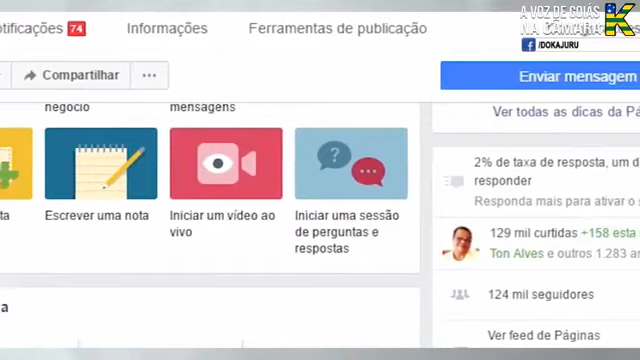 A VOZ DE GOIÁS
NA CÂMARA
K
/DOKAJURU
otificações 74
Informações
Ferramentas de publicação
Compartilhar
Enviar mensagem
negócio
mensagens
Ver todas as dicas da Pá
ta
Escrever uma nota
Iniciar um vídeo ao
vivo
Iniciar uma sessão
de perguntas e
respostas
2% de taxa de resposta, um d
responder
Responda mais para ativar o s
129 mil curtidas +158 esta s
Ton Alves e outros 1.283 an
124 mil seguidores
Ver feed de Páginas
a